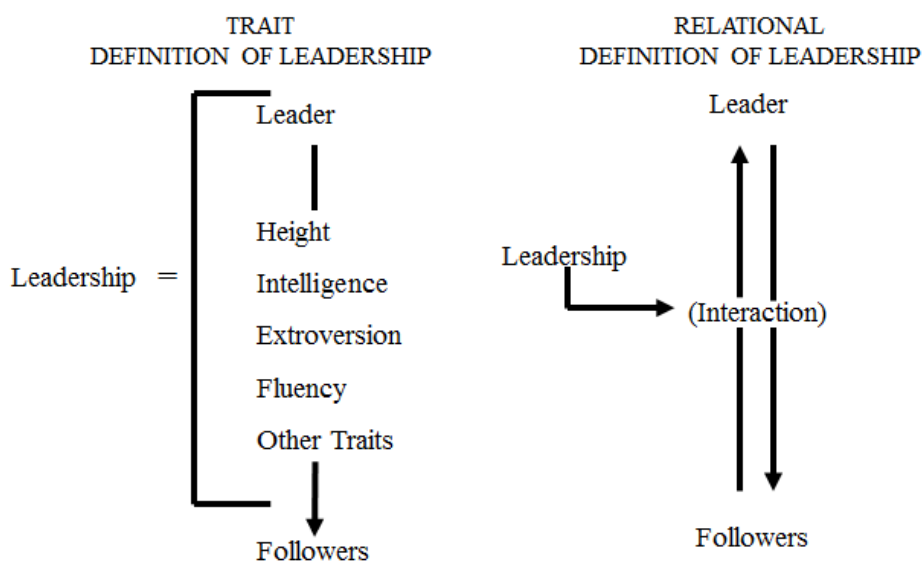 TRAIT
DEFINITION OF LEADERSHIP
Leader
Height
Leadership =
Intelligence
Extroversion
Fluency
Other Traits
Followers
RELATIONAL
DEFINITION OF LEADERSHIP
Leader
Leadership
(Interaction)
Followers